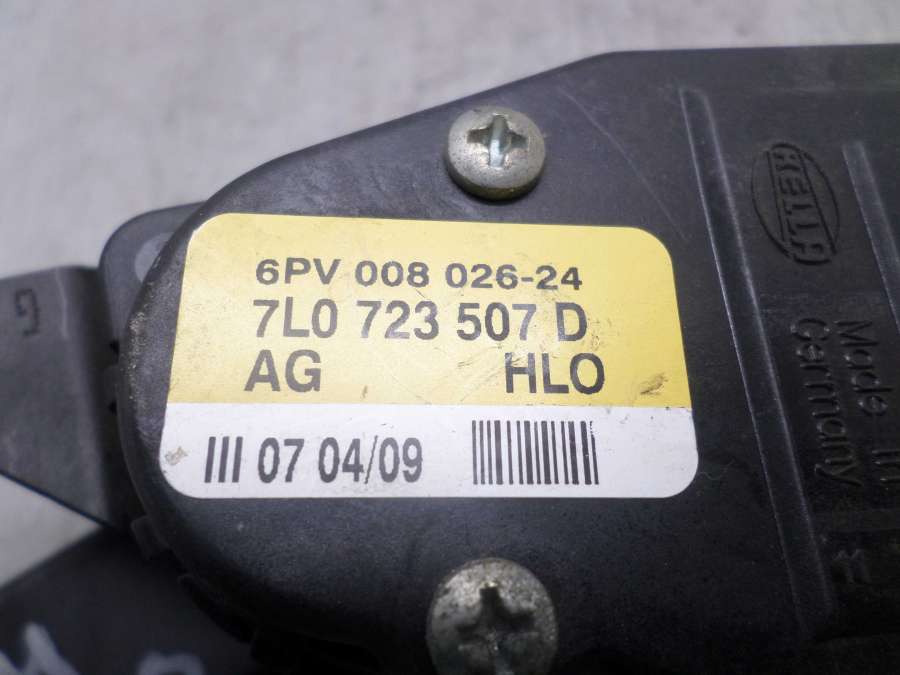 6PV 008 026-24
7L0 723 507 D
AG HLO
III 07 04/09
HELLA
Made in
Germany
G